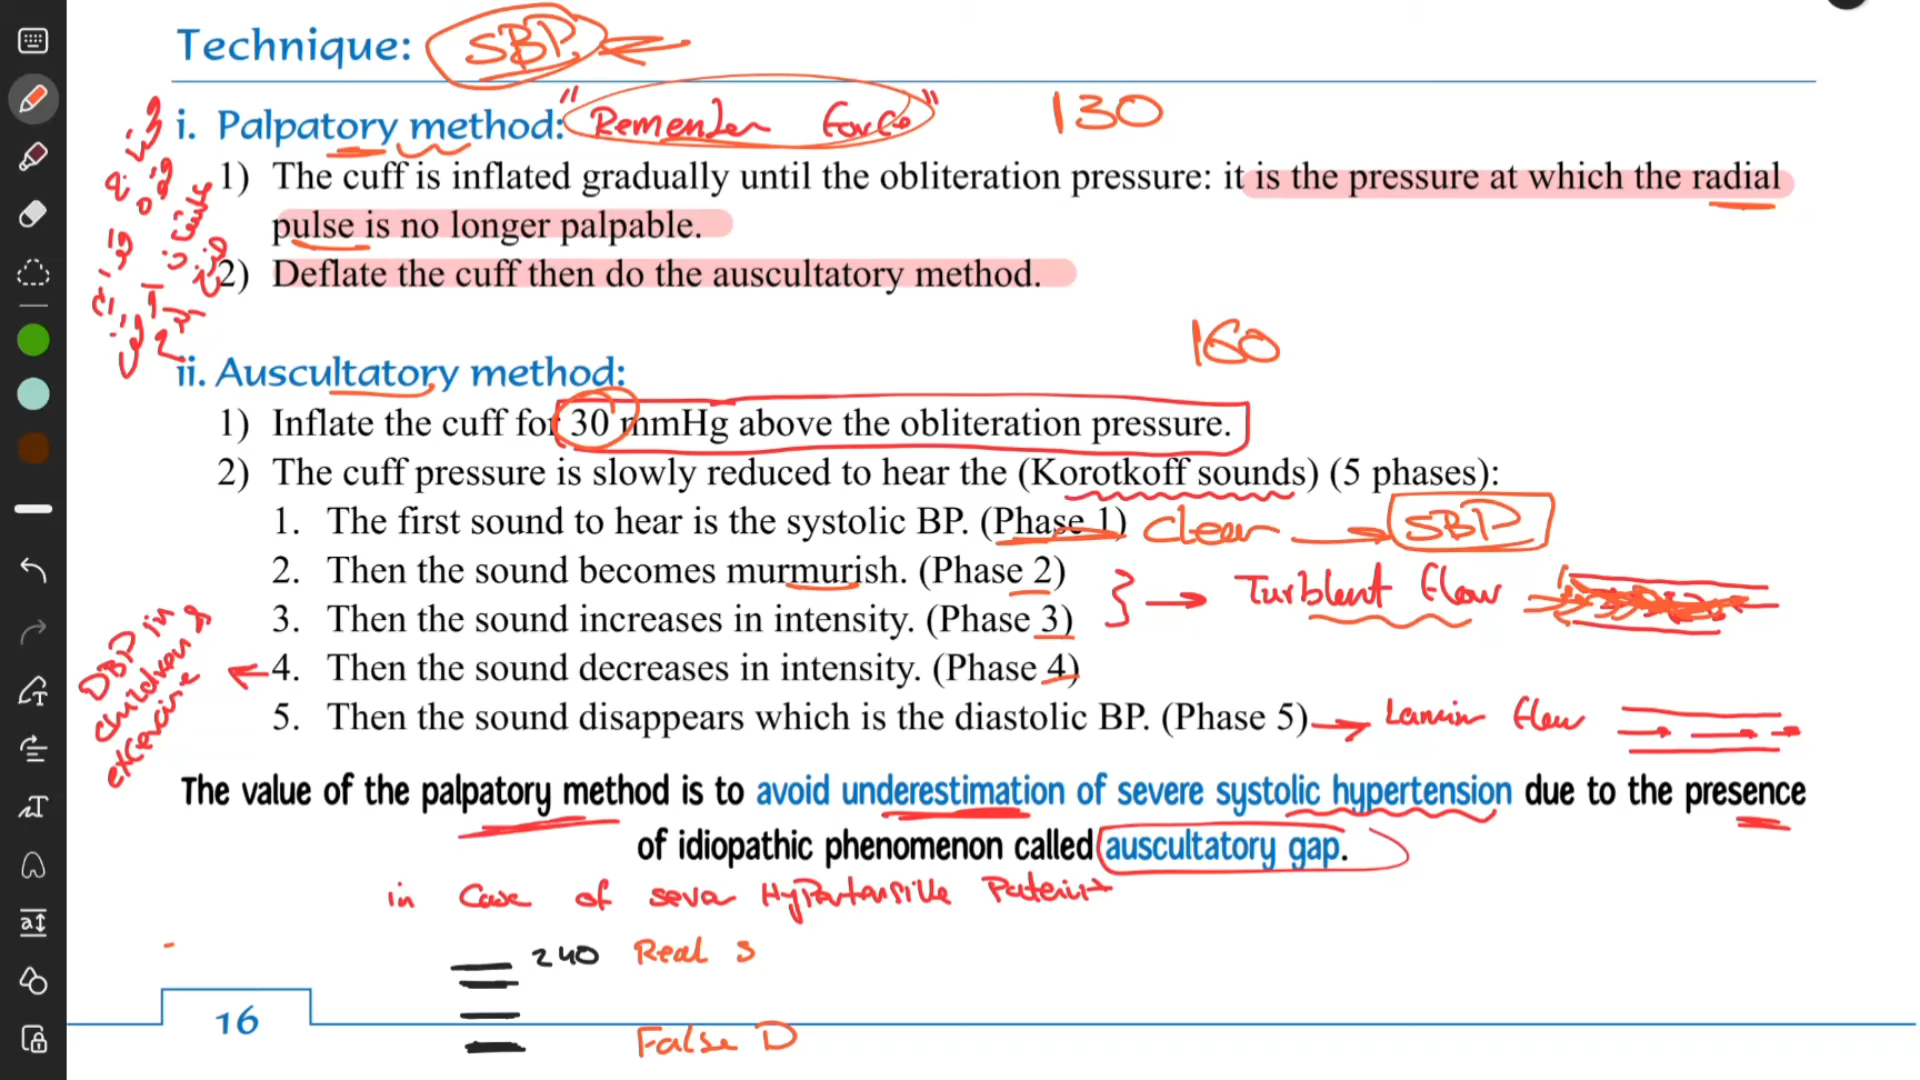 Technique: SBP
i. Palpatory method: "Remember force" 130
1) The cuff is inflated gradually until the obliteration pressure: it is the pressure at which the radial
pulse is no longer palpable.
2) Deflate the cuff then do the auscultatory method.
160
ii. Auscultatory method:
1) Inflate the cuff for 30 mmHg above the obliteration pressure.
2) The cuff pressure is slowly reduced to hear the (Korotkoff sounds) (5 phases):
1. The first sound to hear is the systolic BP. (Phase 1) clear → SBP
2. Then the sound becomes murmurish. (Phase 2)
} → Turblent flow
3. Then the sound increases in intensity. (Phase 3)
DBP in
children &
exercise
4. Then the sound decreases in intensity. (Phase 4)
5. Then the sound disappears which is the diastolic BP. (Phase 5) → flow
The value of the palpatory method is to avoid underestimation of severe systolic hypertension due to the presence
of idiopathic phenomenon called auscultatory gap.
in case of sever
240 Real S
16
False D